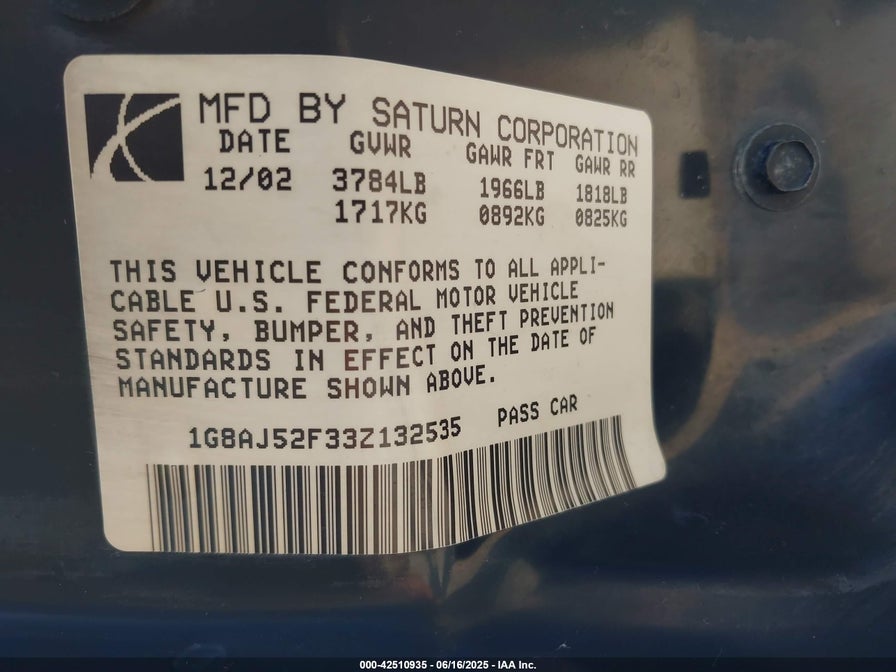 MFD BY SATURN CORPORATION
DATE GVWR GAWR FRT GAWR RR
12/02 3784LB 1966LB 1818LB
1717KG 0892KG 0825KG
THIS VEHICLE CONFORMS TO ALL APPLI-
CABLE U.S. FEDERAL MOTOR VEHICLE
SAFETY, BUMPER, AND THEFT PREVENTION
STANDARDS IN EFFECT ON THE DATE OF
MANUFACTURE SHOWN ABOVE.
1G8AJ52F33Z132535 PASS CAR
000-42510935 - 06/16/2025 - IAA Inc.